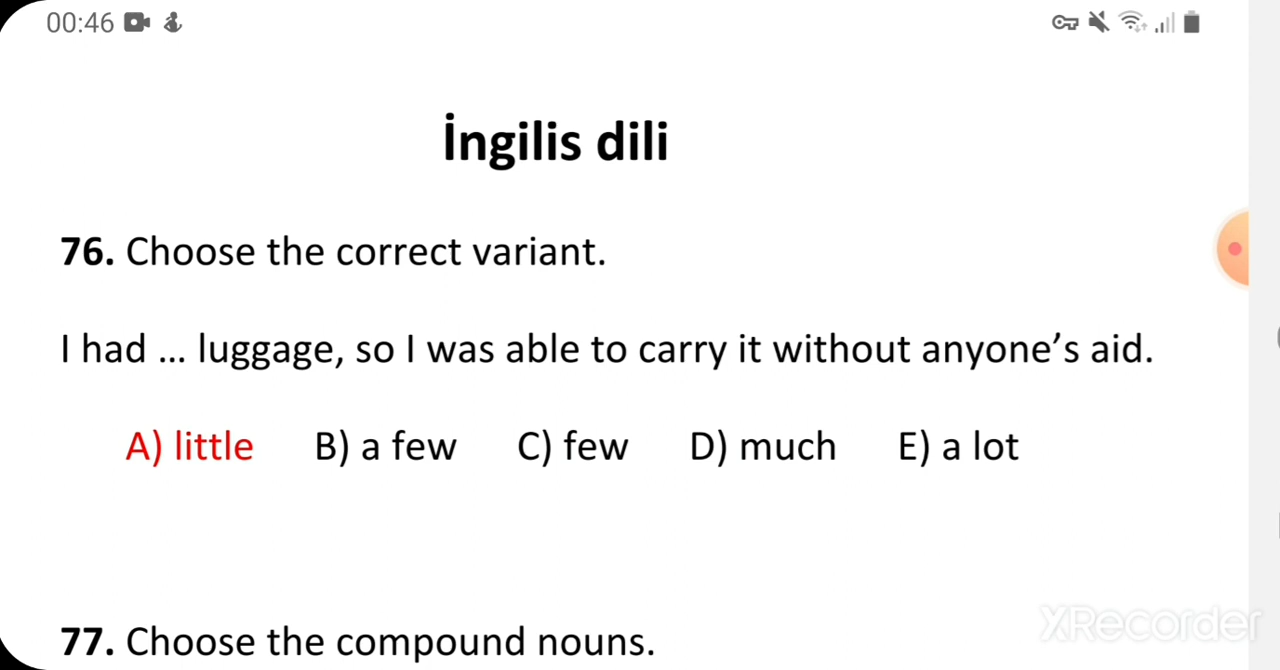 00:46
İngilis dili
76. Choose the correct variant.
I had ... luggage, so I was able to carry it without anyone’s aid.
A) little B) a few C) few D) much E) a lot
77. Choose the compound nouns.
XRecorder